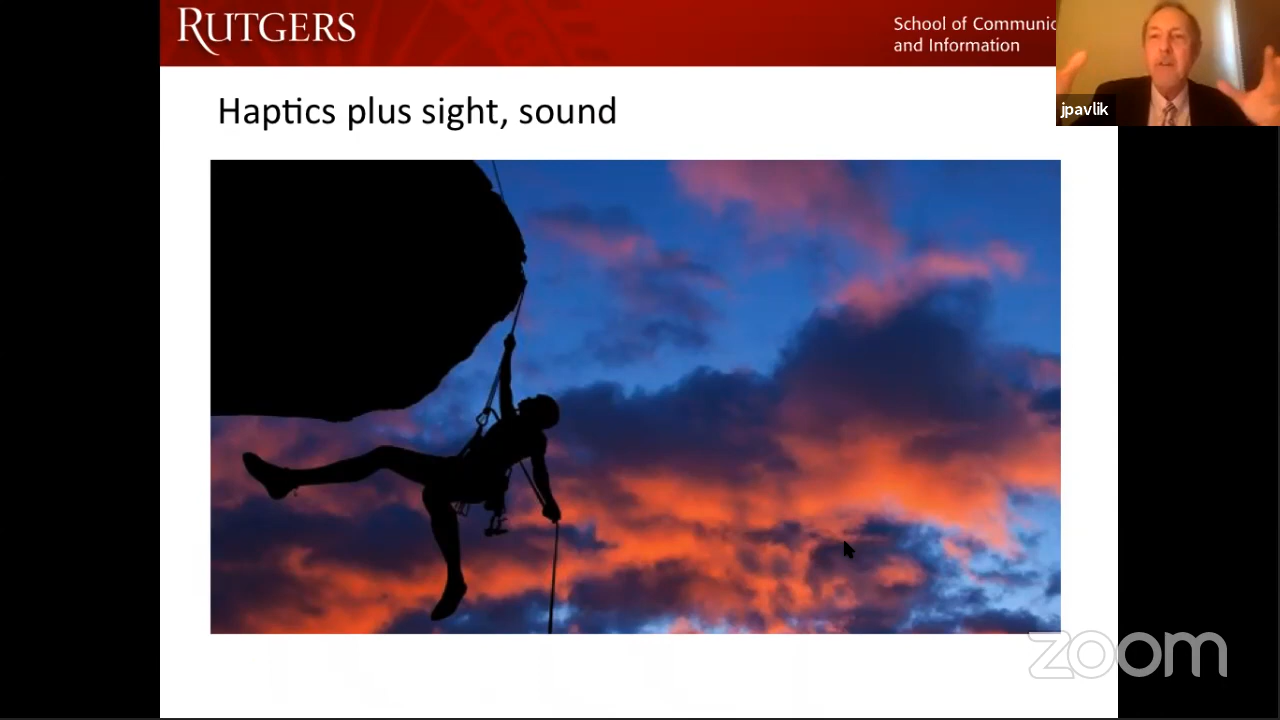 RUTGERS
School of Communic
and Information
jpavlik
Haptics plus sight, sound
zoom